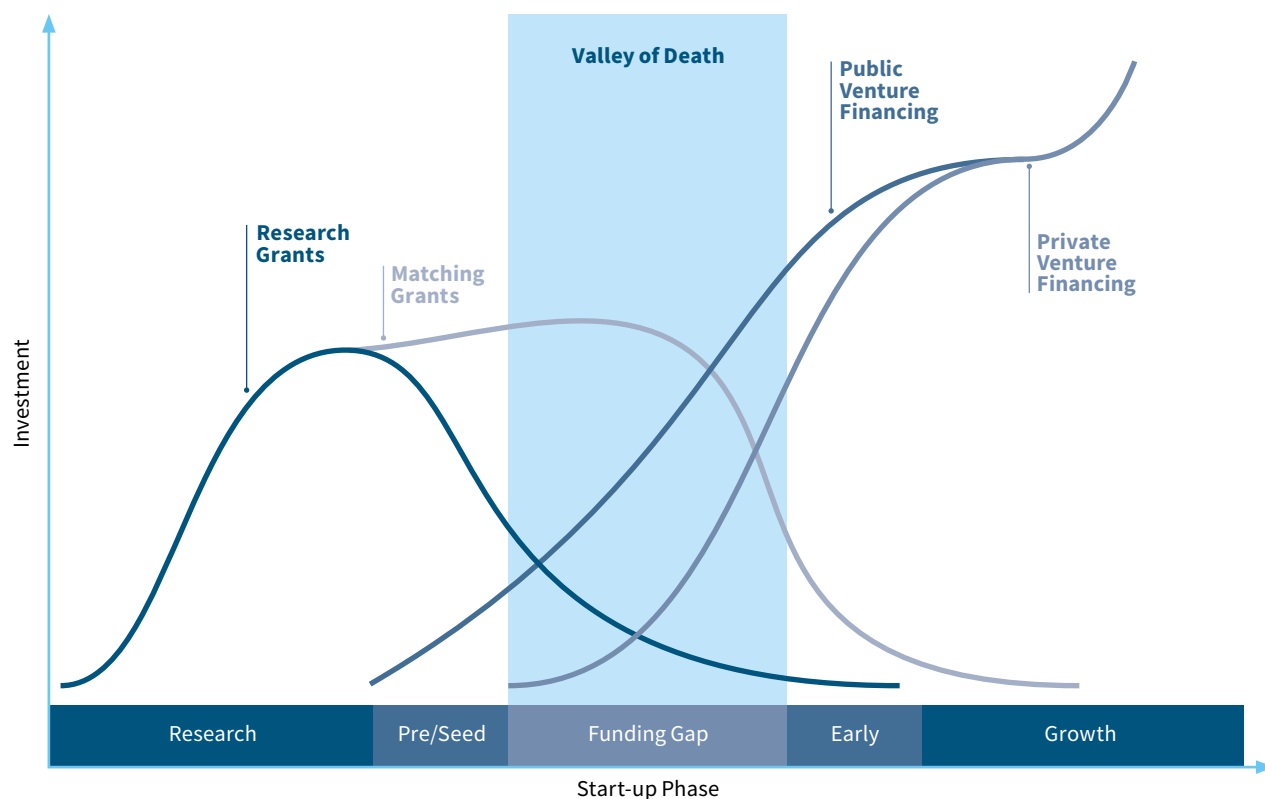 Valley of Death
Public
Venture
Financing
Research
Grants
Matching
Grants
Private
Venture
Financing
Investment
Research
Pre/Seed
Funding Gap
Early
Growth
Start-up Phase